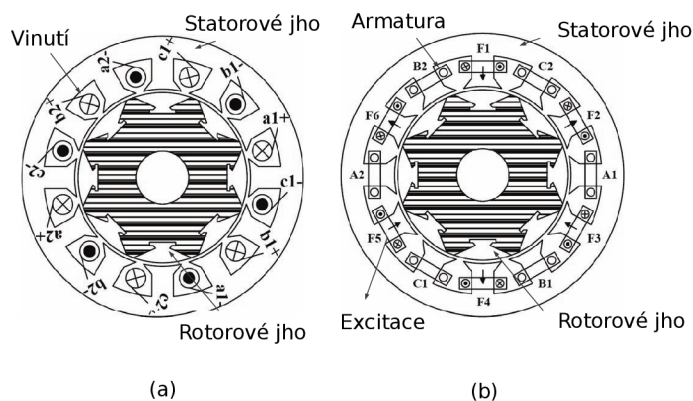 Vinutí
Statorové jho
a2-
c1+
b1-
a1+
c1-
b1+
a1-
c2+
b2-
a2+
c2-
b2+
Rotorové jho
(a)
Armatura
Statorové jho
F1
C2
F2
A1
F3
B1
F4
C1
F5
A2
F6
B2
Excitace
Rotorové jho
(b)